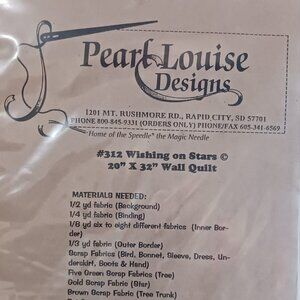 Pearl Louise
Designs
1201 MT. RUSHMORE RD., RAPID CITY, SD 57701
PHONE 800-845-9331 (ORDERS ONLY) PHONE/FAX 605-341-6569
Home of the Speedle™ the Magic Needle
#312 Wishing on Stars ©
20" X 32" Wall Quilt
MATERIALS NEEDED:
1/2 yd fabric (Background)
1/4 yd fabric (Binding)
1/8 yd six to eight different fabrics (Inner Bor-
der)
1/3 yd fabric (Outer Border)
Scrap Fabrics (Bird, Bonnet, Sleeve, Dress, Un-
derskirt, Boots & Hand)
Five Green Scrap Fabrics (Tree)
Gold Scrap Fabric (Star)
Brown Scrap Fabric (Tree Trunk)